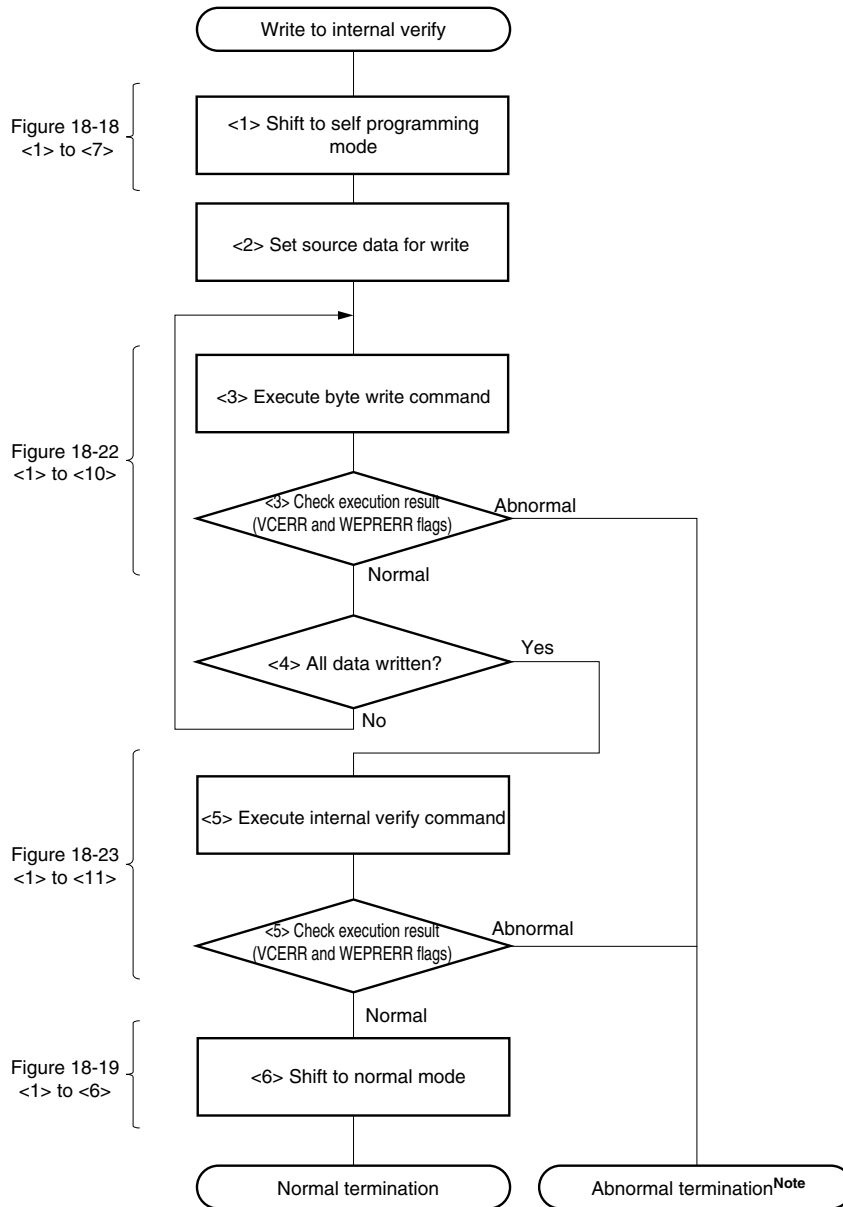 Write to internal verify
Figure 18-18
<1> to <7>
<1> Shift to self programming
mode
<2> Set source data for write
Figure 18-22
<1> to <10>
<3> Execute byte write command
<3> Check execution result
(VCERR and WEPRERR flags)
Abnormal
Normal
<4> All data written?
Yes
No
Figure 18-23
<1> to <11>
<5> Execute internal verify command
<5> Check execution result
(VCERR and WEPRERR flags)
Abnormal
Normal
Figure 18-19
<1> to <6>
<6> Shift to normal mode
Normal termination
Abnormal termination Note